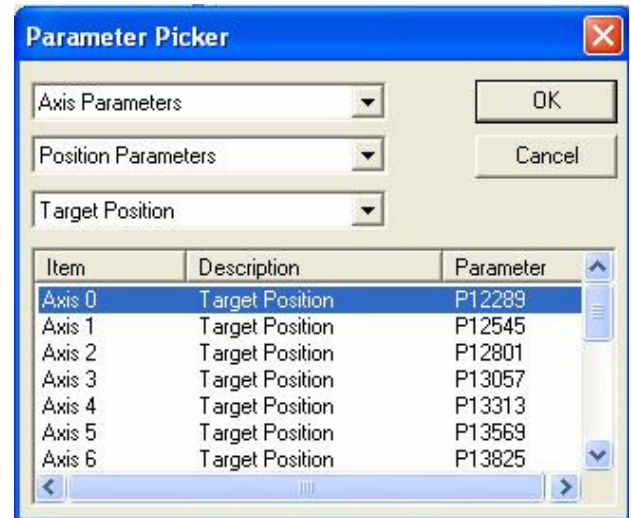 Parameter Picker
Axis Parameters
OK
Position Parameters
Cancel
Target Position
Item Description Parameter
Axis 0 Target Position P12289
Axis 1 Target Position P12545
Axis 2 Target Position P12801
Axis 3 Target Position P13057
Axis 4 Target Position P13313
Axis 5 Target Position P13569
Axis 6 Target Position P13825